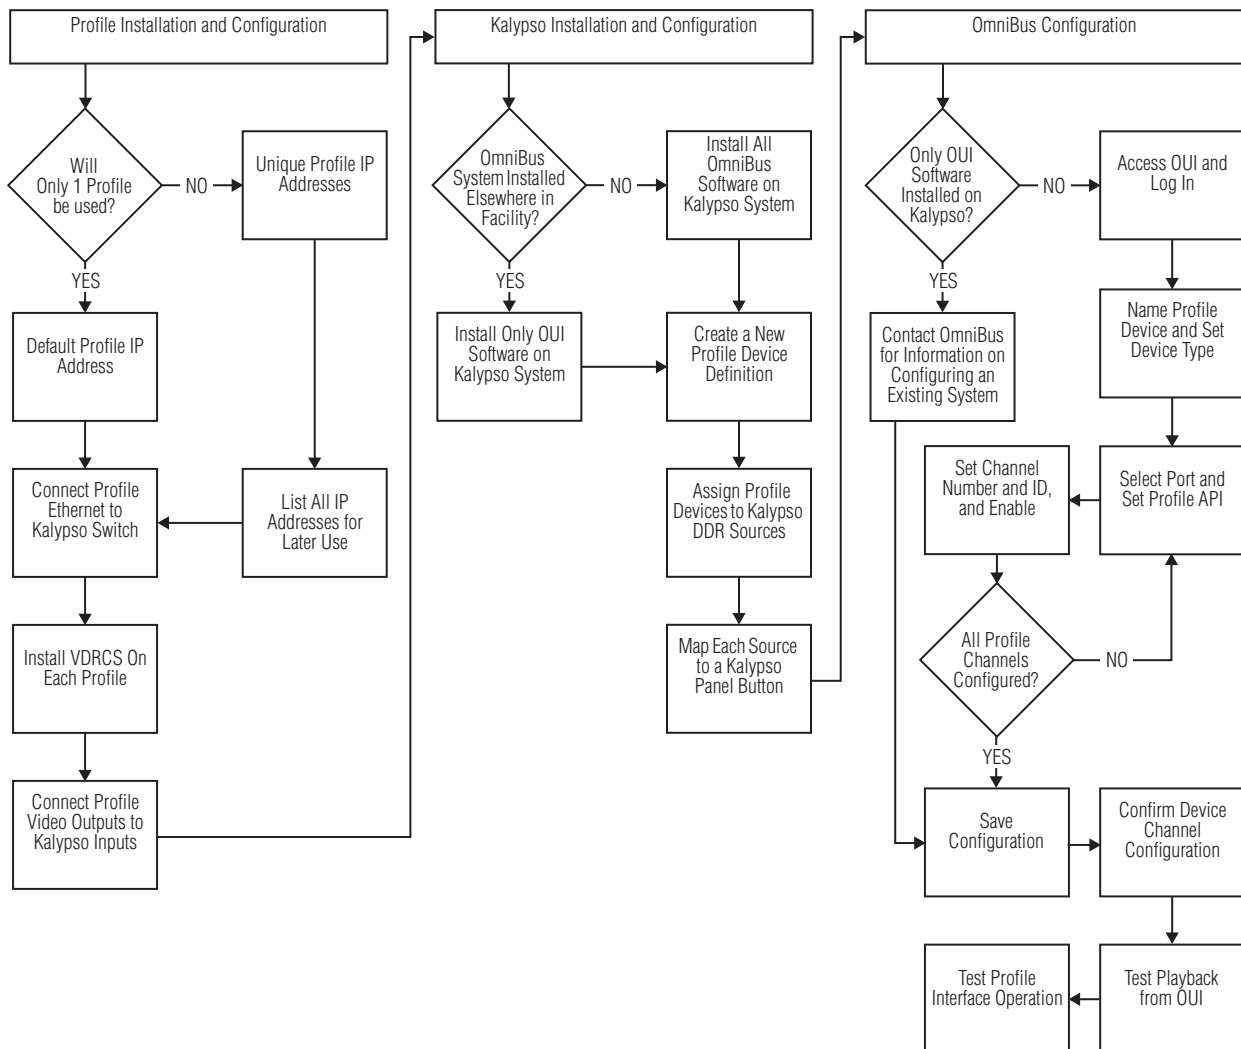 Profile Installation and Configuration
Will
Only 1 Profile
be used?
NO
Unique Profile IP
Addresses
YES
Default Profile IP
Address
Connect Profile
Ethernet to
Kalypso Switch
List All IP
Addresses for
Later Use
Install VDRCS On
Each Profile
Connect Profile
Video Outputs to
Kalypso Inputs
Kalypso Installation and Configuration
OmniBus
System Installed
Elsewhere in
Facility?
NO
Install All
OmniBus
Software on
Kalypso System
YES
Install Only OUI
Software on
Kalypso System
Create a New
Profile Device
Definition
Assign Profile
Devices to Kalypso
DDR Sources
Map Each Source
to a Kalypso
Panel Button
OmniBus Configuration
Only OUI
Software
Installed on
Kalypso?
NO
Access OUI and
Log In
YES
Contact OmniBus
for Information on
Configuring an
Existing System
Name Profile
Device and Set
Device Type
Select Port and
Set Profile API
Set Channel
Number and ID,
and Enable
All Profile
Channels
Configured?
NO
YES
Save
Configuration
Confirm Device
Channel
Configuration
Test Playback
from OUI
Test Profile
Interface Operation